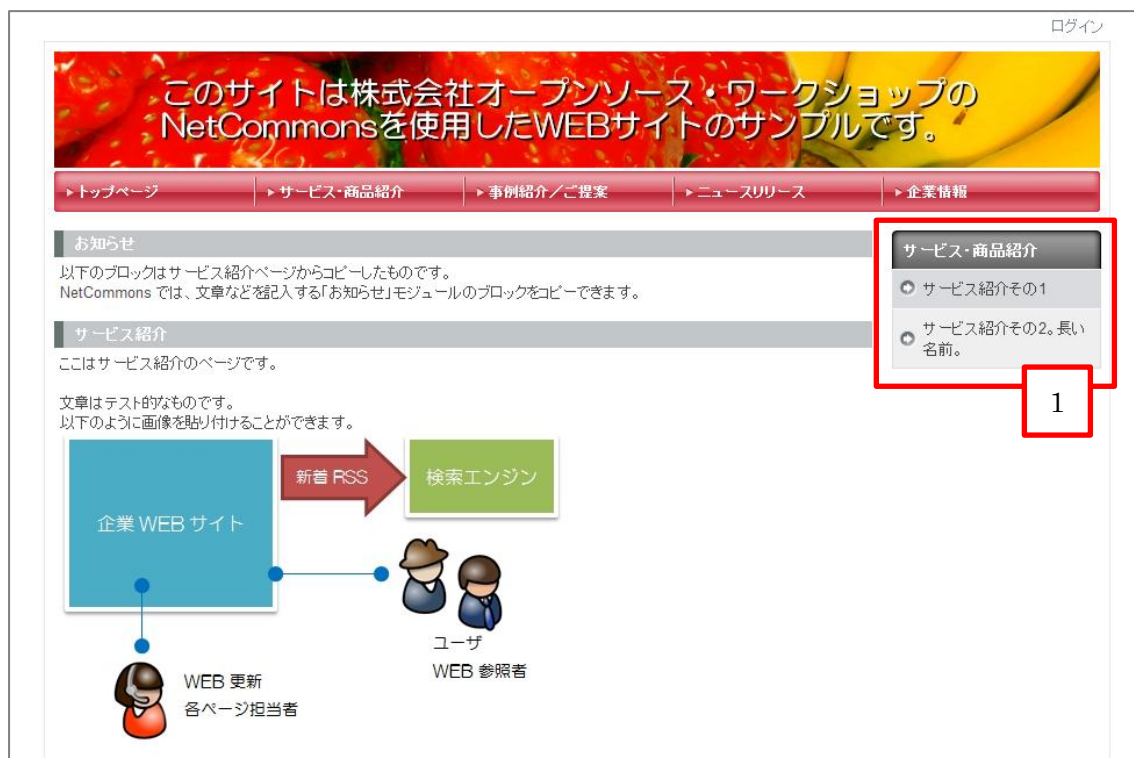 ログイン
このサイトは株式会社オープンソース・ワークショップの
NetCommonsを使用したWEBサイトのサンプルです。
トップページ
サービス・商品紹介
事例紹介／ご提案
ニュースリリース
企業情報
お知らせ
以下のブロックはサービス紹介ページからコピーしたものです。
NetCommons では、文章などを記入する「お知らせ」モジュールのブロックをコピーできます。
サービス紹介
ここはサービス紹介のページです。
文章はテスト的なものです。
以下のように画像を貼り付けることができます。
企業 WEB サイト
新着 RSS
検索エンジン
ユーザ
WEB 参照者
WEB 更新
各ページ担当者
サービス・商品紹介
サービス紹介その1
サービス紹介その2。長い
名前。
1